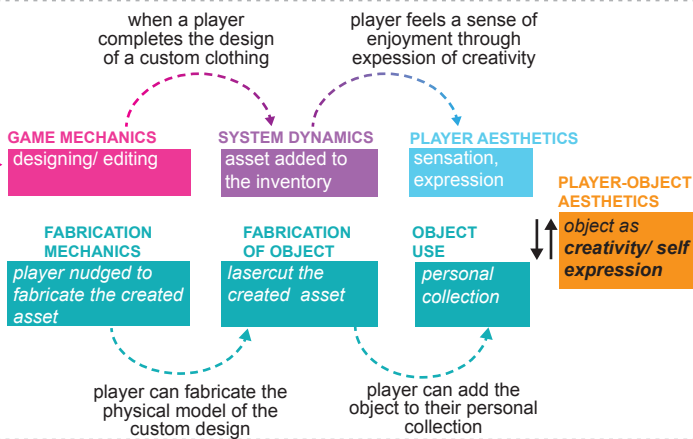 when a player
completes the design
of a custom clothing
player feels a sense of
enjoyment through
expession of creativity
GAME MECHANICS
designing/ editing
SYSTEM DYNAMICS
asset added to
the inventory
PLAYER AESTHETICS
sensation,
expression
PLAYER-OBJECT
AESTHETICS
object as
creativity/ self
expression
FABRICATION
MECHANICS
player nudged to
fabricate the created
asset
FABRICATION
OF OBJECT
lasercut the
created asset
OBJECT
USE
personal
collection
player can fabricate the
physical model of the
custom design
player can add the
object to their personal
collection